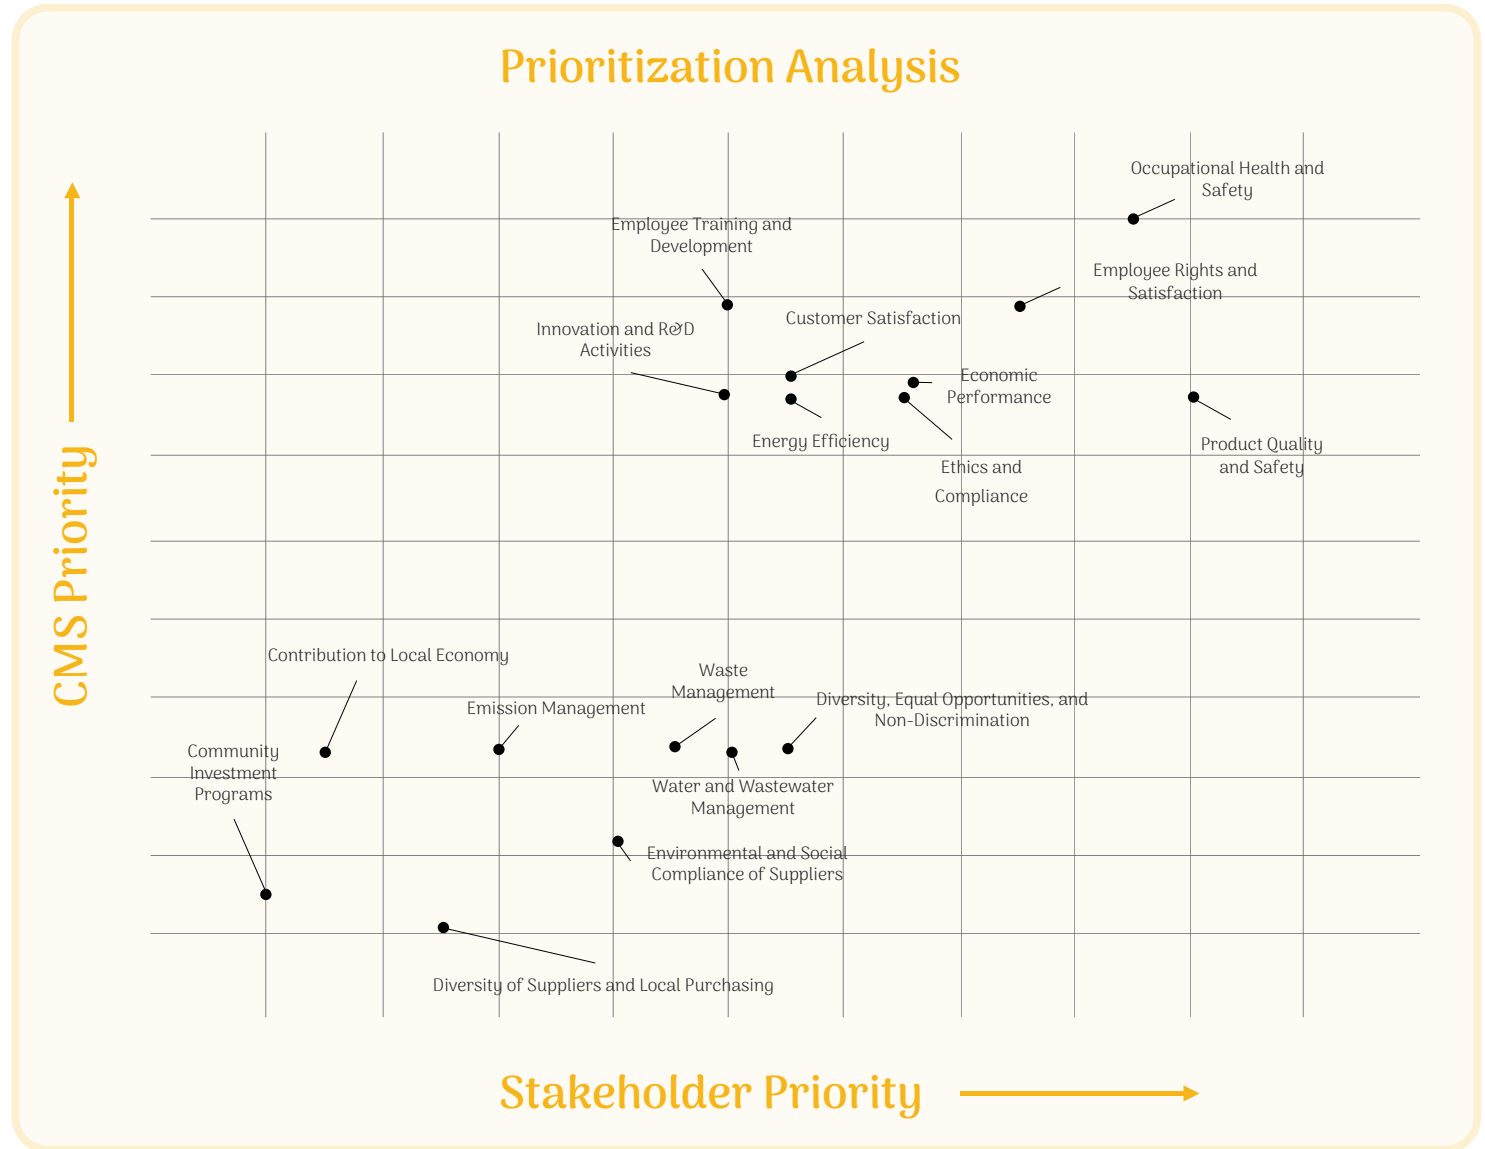 Prioritization Analysis
Occupational Health and
Safety
Employee Training and
Development
Employee Rights and
Satisfaction
Customer Satisfaction
Innovation and R&D
Activities
Economic
Performance
Energy Efficiency
Product Quality
and Safety
Ethics and
Compliance
CMS Priority
Contribution to Local Economy
Waste
Management
Diversity, Equal Opportunities, and
Non-Discrimination
Emission Management
Community
Investment
Programs
Water and Wastewater
Management
Environmental and Social
Compliance of Suppliers
Diversity of Suppliers and Local Purchasing
Stakeholder Priority